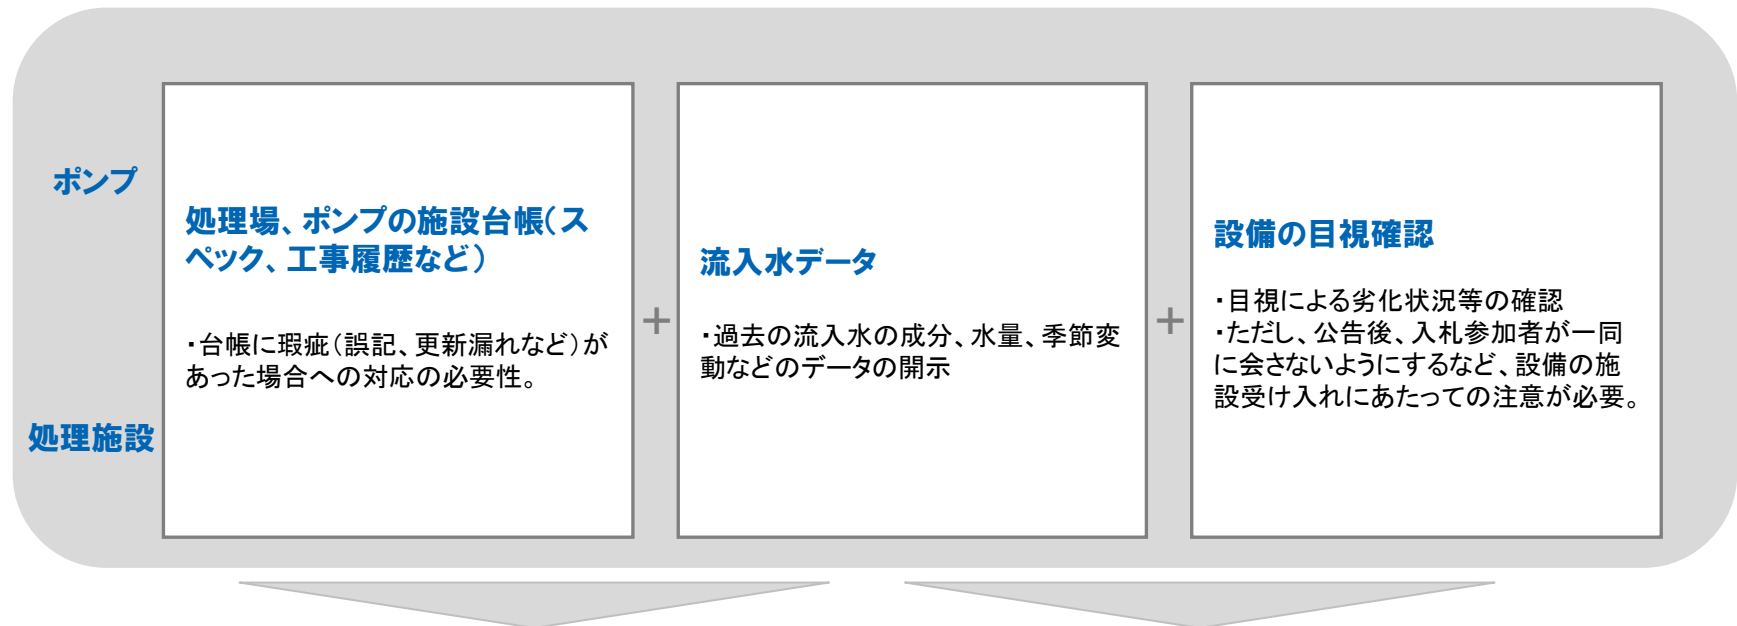 ポンプ
処理施設
処理場、ポンプの施設台帳(ス
ペック、工事履歴など)
・台帳に瑕疵(誤記、更新漏れなど)が
あった場合への対応の必要性。
+
流入水データ
・過去の流入水の成分、水量、季節変
動などのデータの開示
+
設備の目視確認
・目視による劣化状況等の確認
・ただし、公告後、入札参加者が一同
に会さないようにするなど、設備の施
設受け入れにあたっての注意が必要。